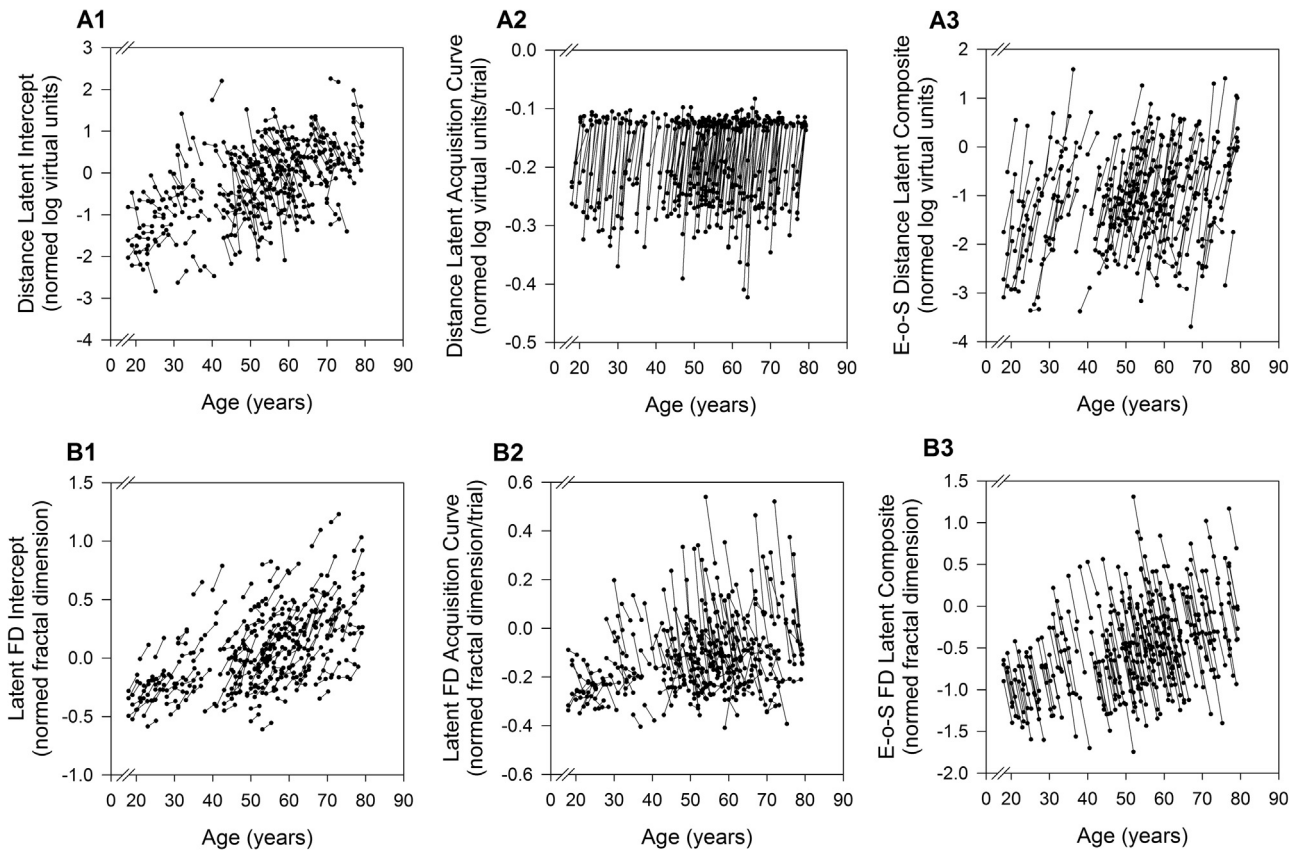 A1
Distance Latent Intercept
(normed log virtual units)
3
2
1
0
-1
-2
-3
-4
0 20 30 40 50 60 70 80 90
Age (years)
A2
Distance Latent Acquisition Curve
(normed log virtual units/trial)
0.0
-0.1
-0.2
-0.3
-0.4
-0.5
0 20 30 40 50 60 70 80 90
Age (years)
A3
E-o-S Distance Latent Composite
(normed log virtual units)
2
1
0
-1
-2
-3
-4
0 20 30 40 50 60 70 80 90
Age (years)
B1
Latent FD Intercept
(normed fractal dimension)
1.5
1.0
0.5
0.0
-0.5
-1.0
0 20 30 40 50 60 70 80 90
Age (years)
B2
Latent FD Acquisition Curve
(normed fractal dimension/trial)
0.6
0.4
0.2
0.0
-0.2
-0.4
-0.6
0 20 30 40 50 60 70 80 90
Age (years)
B3
E-o-S FD Latent Composite
(normed fractal dimension)
1.5
1.0
0.5
0.0
-0.5
-1.0
-1.5
-2.0
0 20 30 40 50 60 70 80 90
Age (years)